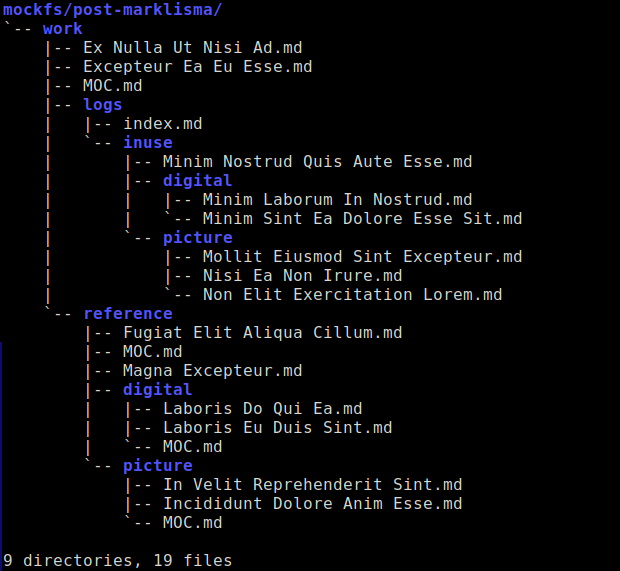 mockfs/post-marklisma/
`-- work
    |-- Ex Nulla Ut Nisi Ad.md
    |-- Excepteur Ea Eu Esse.md
    |-- MOC.md
    |-- logs
    |   |-- index.md
    |   `-- inuse
    |       |-- Minim Nostrud Quis Aute Esse.md
    |       |-- digital
    |       |   |-- Minim Laborum In Nostrud.md
    |       |   `-- Minim Sint Ea Dolore Esse Sit.md
    |       `-- picture
    |           |-- Mollit Eiusmod Sint Excepteur.md
    |           |-- Nisi Ea Non Irure.md
    |           `-- Non Elit Exercitation Lorem.md
    `-- reference
        |-- Fugiat Elit Aliqua Cillum.md
        |-- MOC.md
        |-- Magna Excepteur.md
        |-- digital
        |   |-- Laboris Do Qui Ea.md
        |   |-- Laboris Eu Duis Sint.md
        |   `-- MOC.md
        `-- picture
            |-- In Velit Reprehenderit Sint.md
            |-- Incididunt Dolore Anim Esse.md
            `-- MOC.md

9 directories, 19 files